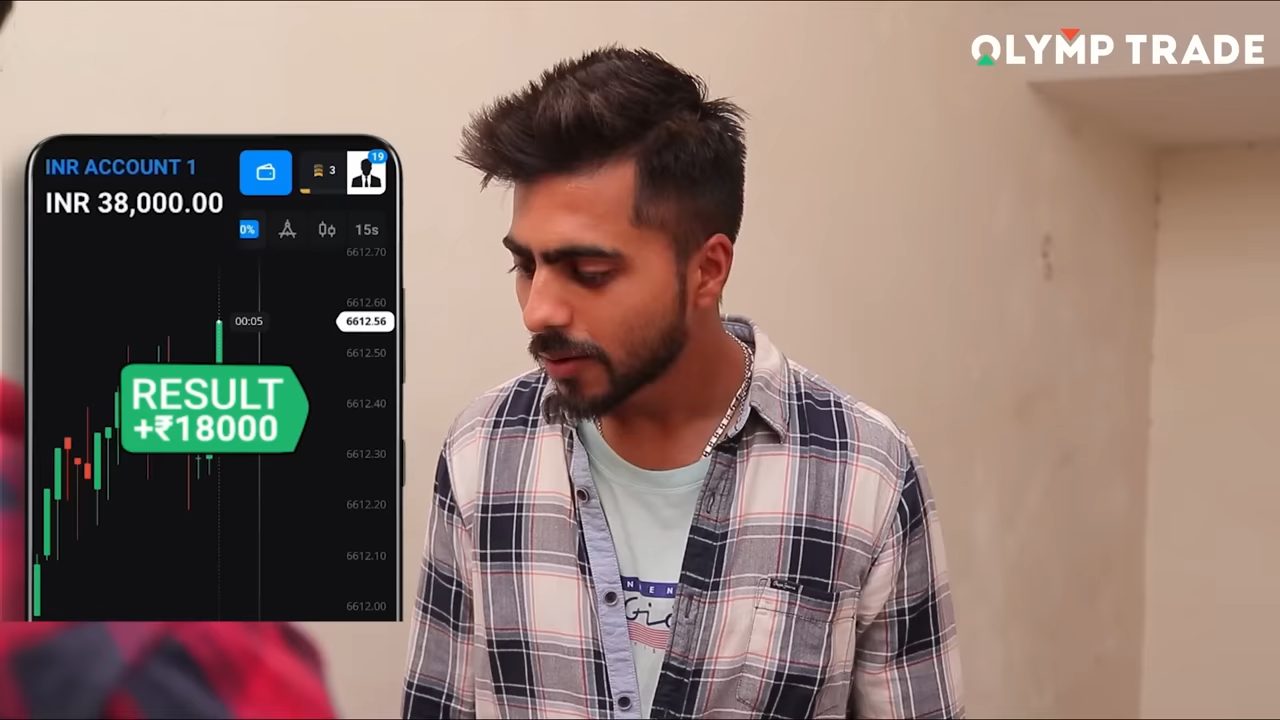 OLYMP TRADE
INR ACCOUNT 1
19
3
INR 38,000.00
0%
15s
6612.70
6612.60
00:05
6612.56
6612.50
6612.40
RESULT
+₹18000
6612.30
6612.20
6612.10
6612.00